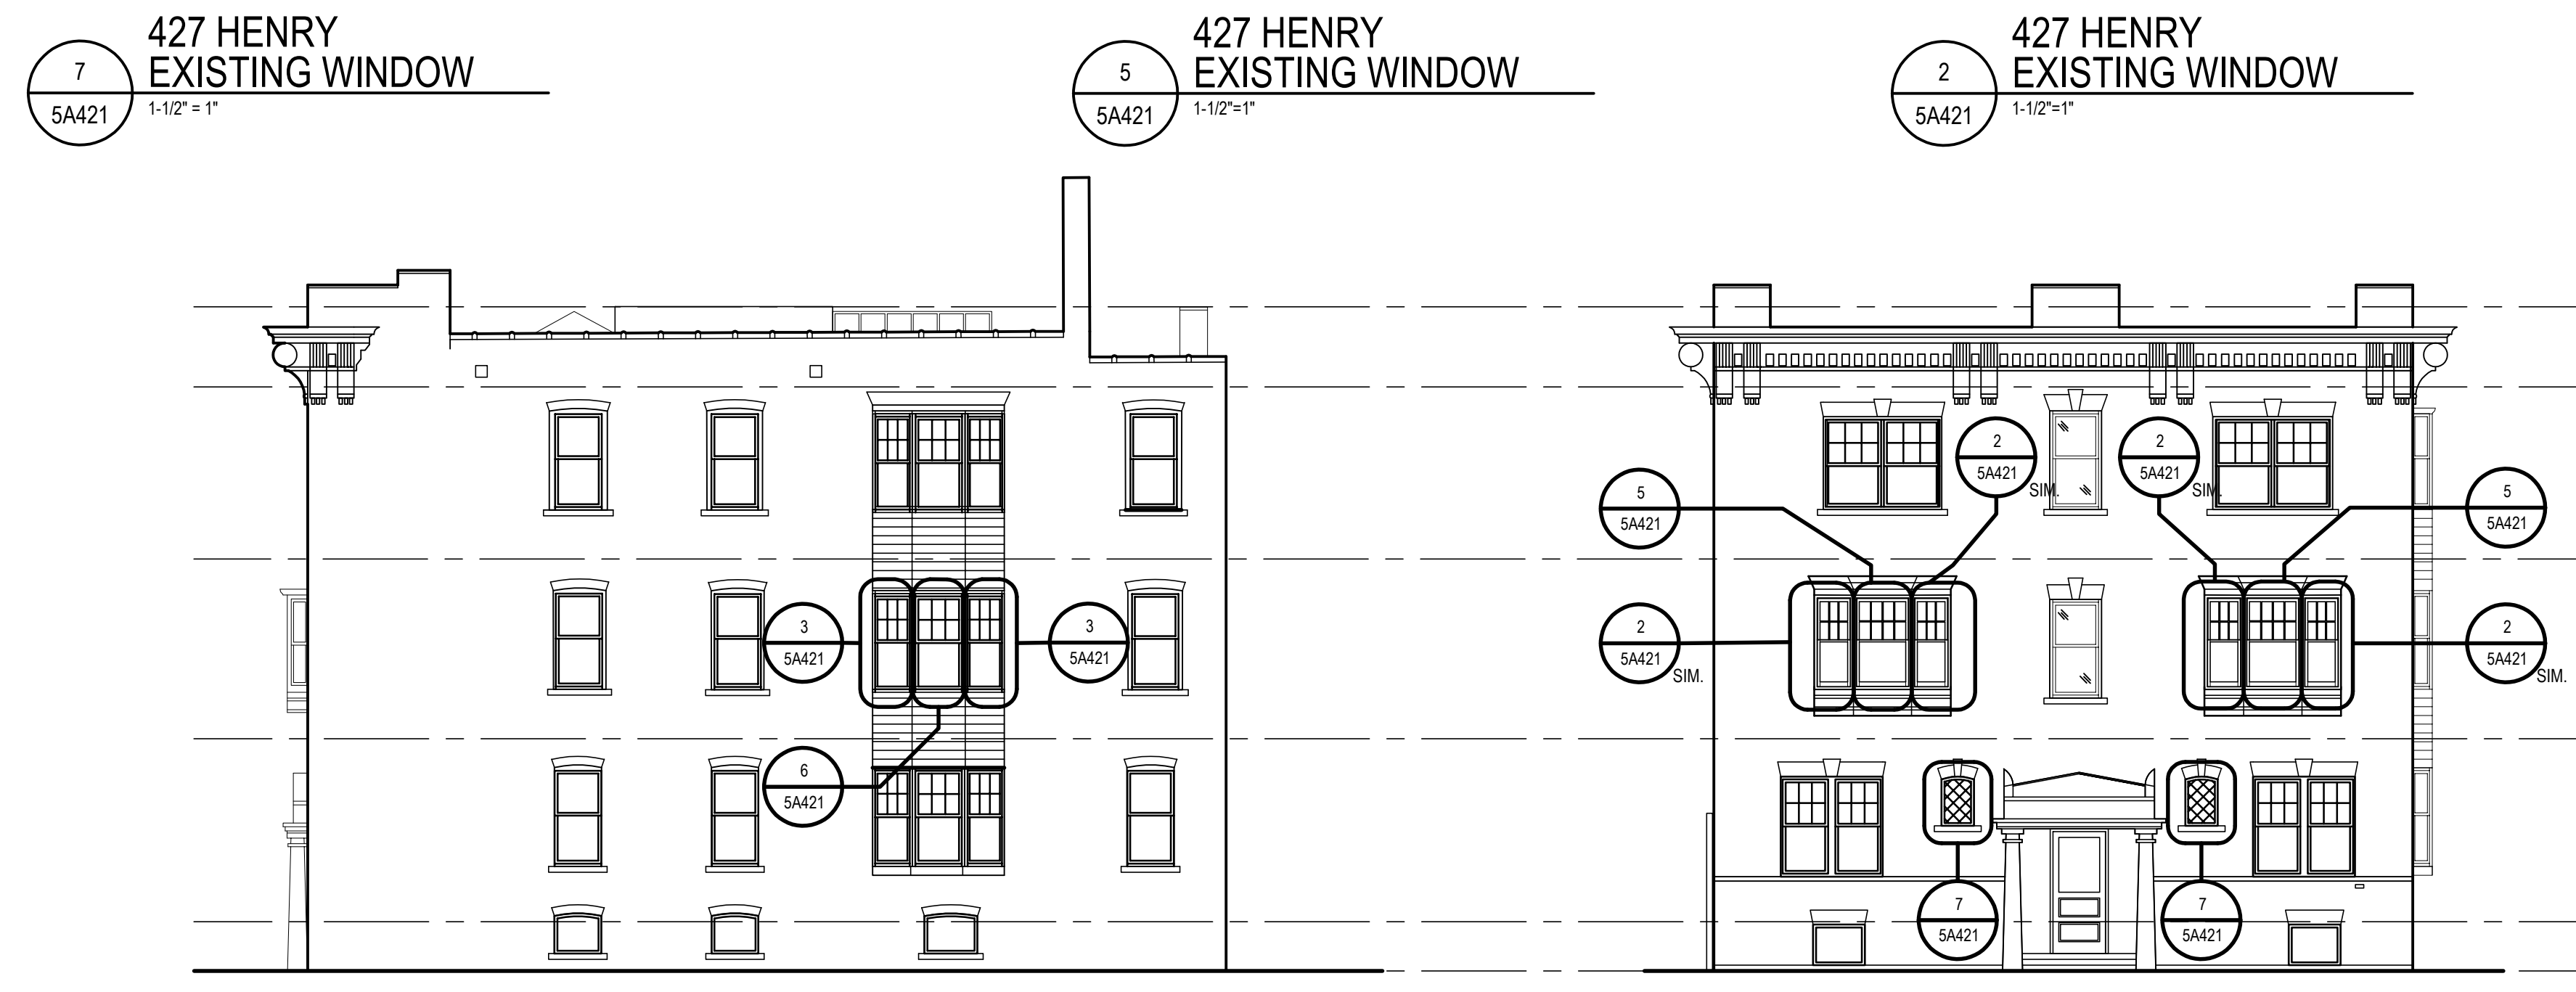 427 HENRY
EXISTING WINDOW
7
5A421
1-1/2" = 1"
427 HENRY
EXISTING WINDOW
5
5A421
1-1/2"=1"
427 HENRY
EXISTING WINDOW
2
5A421
1-1/2"=1"
3
5A421
3
5A421
6
5A421
2
5A421
SIM.
2
5A421
SIM.
5
5A421
5
5A421
2
5A421
SIM.
2
5A421
SIM.
7
5A421
7
5A421